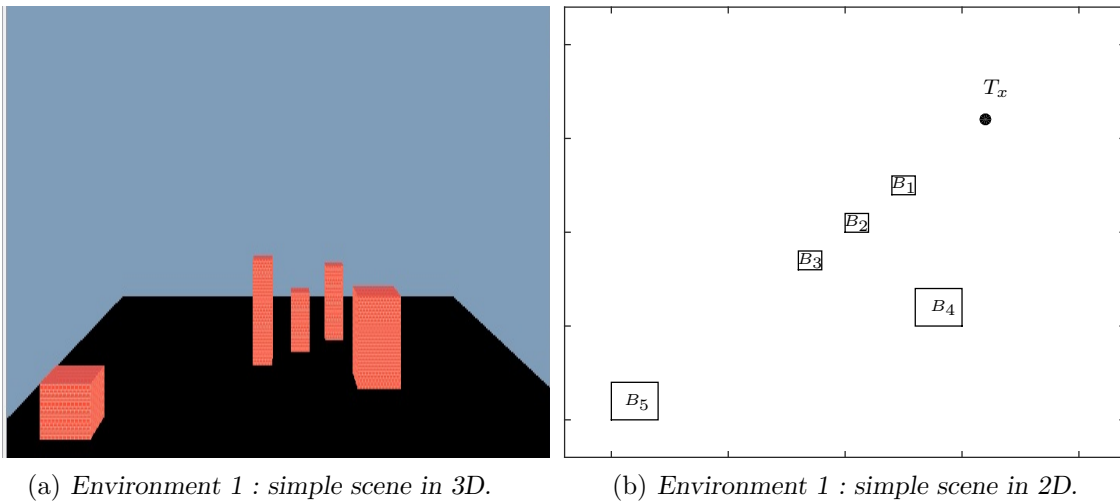 T_x
B_1
B_2
B_3
B_4
B_5
(a) Environment 1 : simple scene in 3D.
(b) Environment 1 : simple scene in 2D.